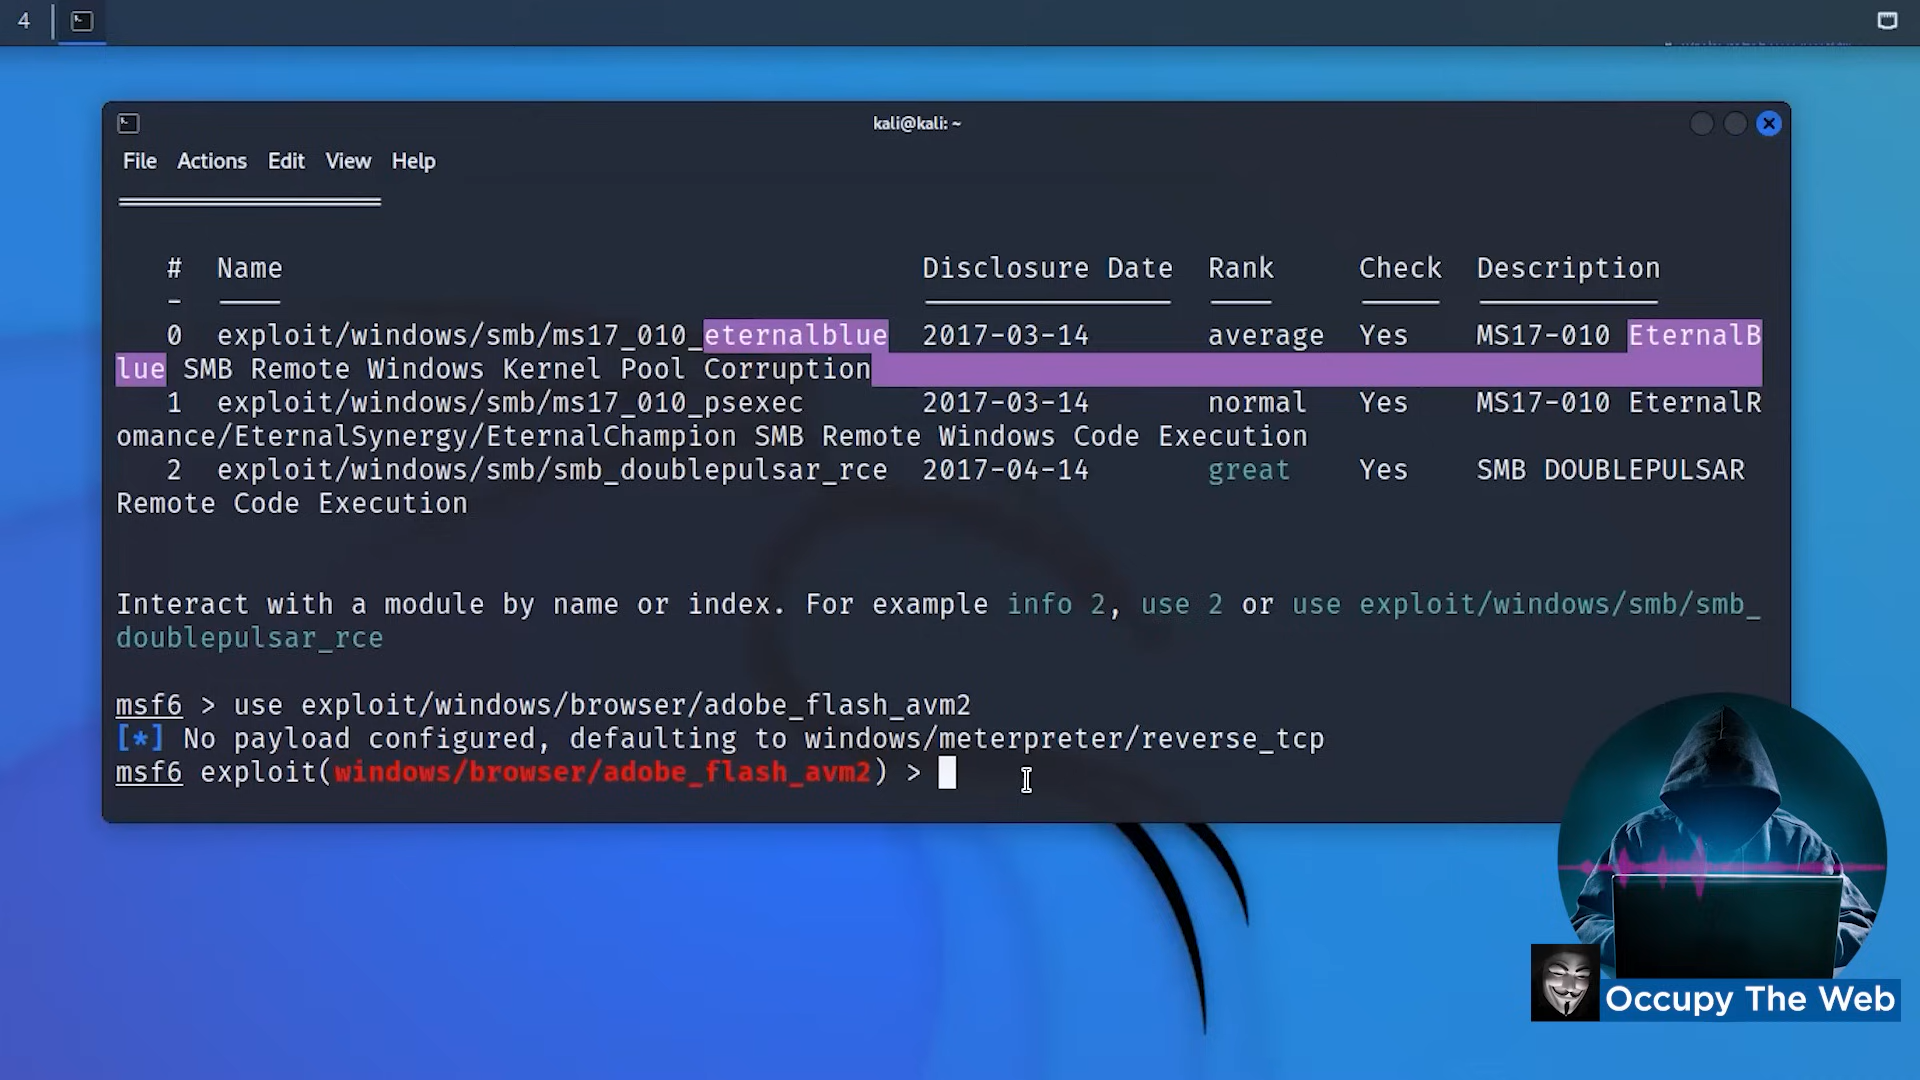 4
kali@kali: ~
File Actions Edit View Help
# Name Disclosure Date Rank Check Description
- ---- --------------- ---- ----- -----------
0 exploit/windows/smb/ms17_010_eternalblue 2017-03-14 average Yes MS17-010 EternalB
lue SMB Remote Windows Kernel Pool Corruption
1 exploit/windows/smb/ms17_010_psexec 2017-03-14 normal Yes MS17-010 EternalR
omance/EternalSynergy/EternalChampion SMB Remote Windows Code Execution
2 exploit/windows/smb/smb_doublepulsar_rce 2017-04-14 great Yes SMB DOUBLEPULSAR
Remote Code Execution
Interact with a module by name or index. For example info 2, use 2 or use exploit/windows/smb/smb_
doublepulsar_rce
msf6 > use exploit/windows/browser/adobe_flash_avm2
[*] No payload configured, defaulting to windows/meterpreter/reverse_tcp
msf6 exploit(windows/browser/adobe_flash_avm2) >
Occupy The Web